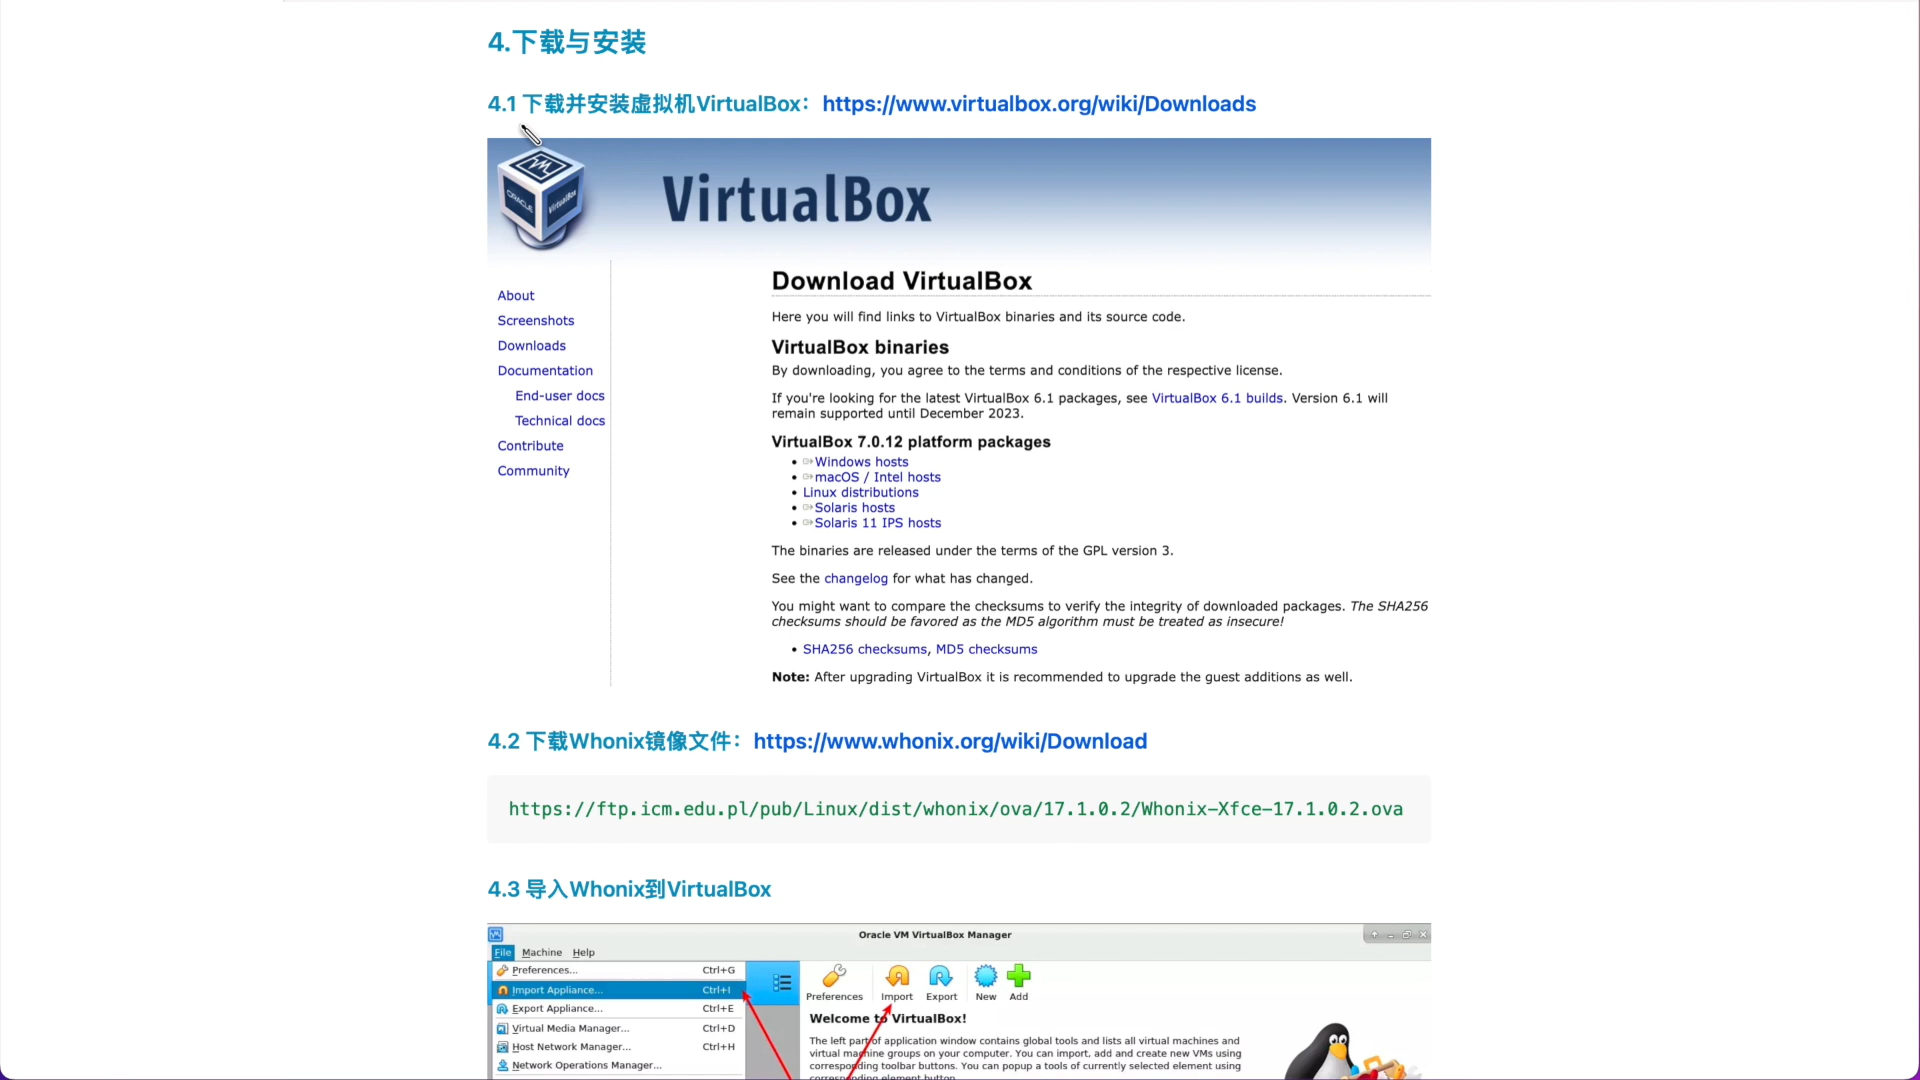 4.下载与安装
4.1 下载并安装虚拟机VirtualBox：https://www.virtualbox.org/wiki/Downloads
ORACLE
VirtualBox
VirtualBox
About
Screenshots
Downloads
Documentation
End-user docs
Technical docs
Contribute
Community
Download VirtualBox
Here you will find links to VirtualBox binaries and its source code.
VirtualBox binaries
By downloading, you agree to the terms and conditions of the respective license.
If you're looking for the latest VirtualBox 6.1 packages, see VirtualBox 6.1 builds. Version 6.1 will
remain supported until December 2023.
VirtualBox 7.0.12 platform packages
• Windows hosts
• macOS / Intel hosts
• Linux distributions
• Solaris hosts
• Solaris 11 IPS hosts
The binaries are released under the terms of the GPL version 3.
See the changelog for what has changed.
You might want to compare the checksums to verify the integrity of downloaded packages. The SHA256
checksums should be favored as the MD5 algorithm must be treated as insecure!
• SHA256 checksums, MD5 checksums
Note: After upgrading VirtualBox it is recommended to upgrade the guest additions as well.
4.2 下载Whonix镜像文件：https://www.whonix.org/wiki/Download
https://ftp.icm.edu.pl/pub/Linux/dist/whonix/ova/17.1.0.2/Whonix-Xfce-17.1.0.2.ova
4.3 导入Whonix到VirtualBox
Oracle VM VirtualBox Manager
File Machine Help
Preferences... Ctrl+G
Import Appliance... Ctrl+I
Export Appliance... Ctrl+E
Virtual Media Manager... Ctrl+D
Host Network Manager... Ctrl+H
Network Operations Manager...
Preferences Import Export New Add
Welcome to VirtualBox!
The left part of application window contains global tools and lists all virtual machines and
virtual machine groups on your computer. You can import, add and create new VMs using
corresponding toolbar buttons. You can popup a tools of currently selected element using
corresponding element button.